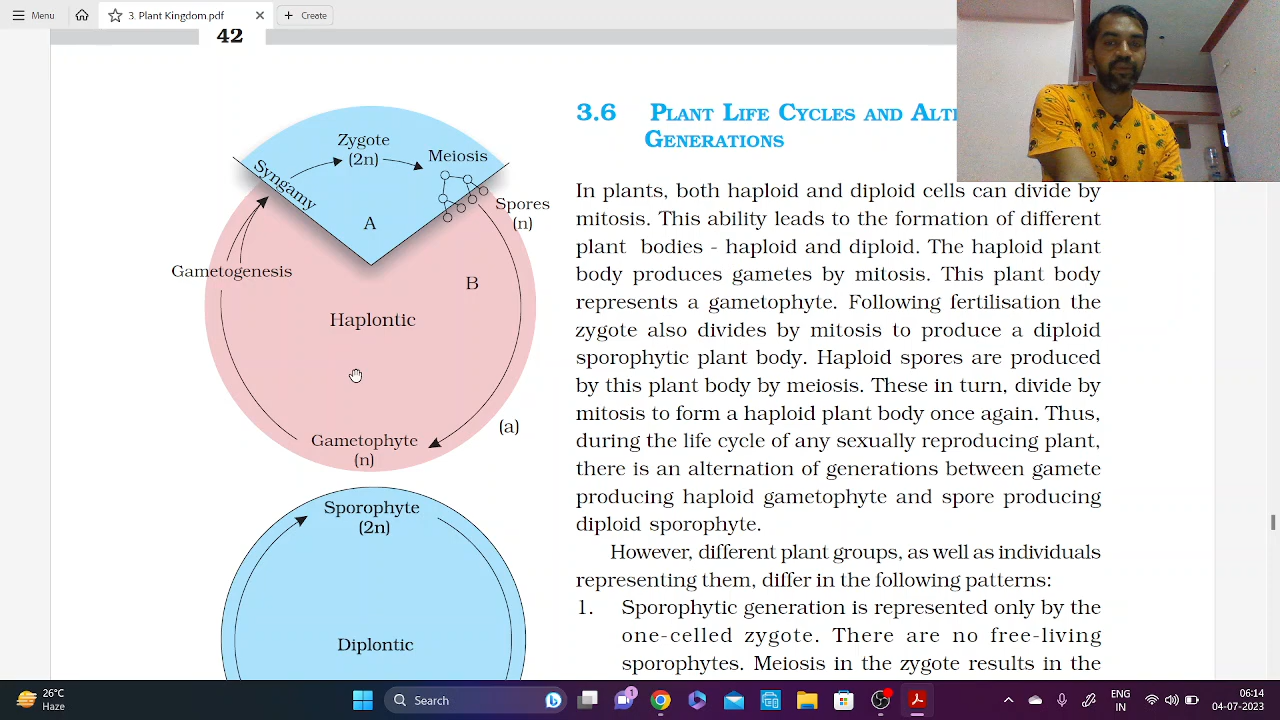 Menu
3. Plant Kingdom.pdf
Create
42
3.6 PLANT LIFE CYCLES AND
GENERATIONS
Zygote
(2n)
Meiosis
Syngamy
A
Spores
(n)
Gametogenesis
B
Haplontic
Gametophyte
(n)
(a)
Sporophyte
(2n)
Diplontic
In plants, both haploid and diploid cells can divide by
mitosis. This ability leads to the formation of different
plant bodies - haploid and diploid. The haploid plant
body produces gametes by mitosis. This plant body
represents a gametophyte. Following fertilisation the
zygote also divides by mitosis to produce a diploid
sporophytic plant body. Haploid spores are produced
by this plant body by meiosis. These in turn, divide by
mitosis to form a haploid plant body once again. Thus,
during the life cycle of any sexually reproducing plant,
there is an alternation of generations between gamete
producing haploid gametophyte and spore producing
diploid sporophyte.
However, different plant groups, as well as individuals
representing them, differ in the following patterns:
1. Sporophytic generation is represented only by the
one-celled zygote. There are no free-living
sporophytes. Meiosis in the zygote results in the
26°C
Haze
Search
1
ENG
IN
06:14
04-07-2023